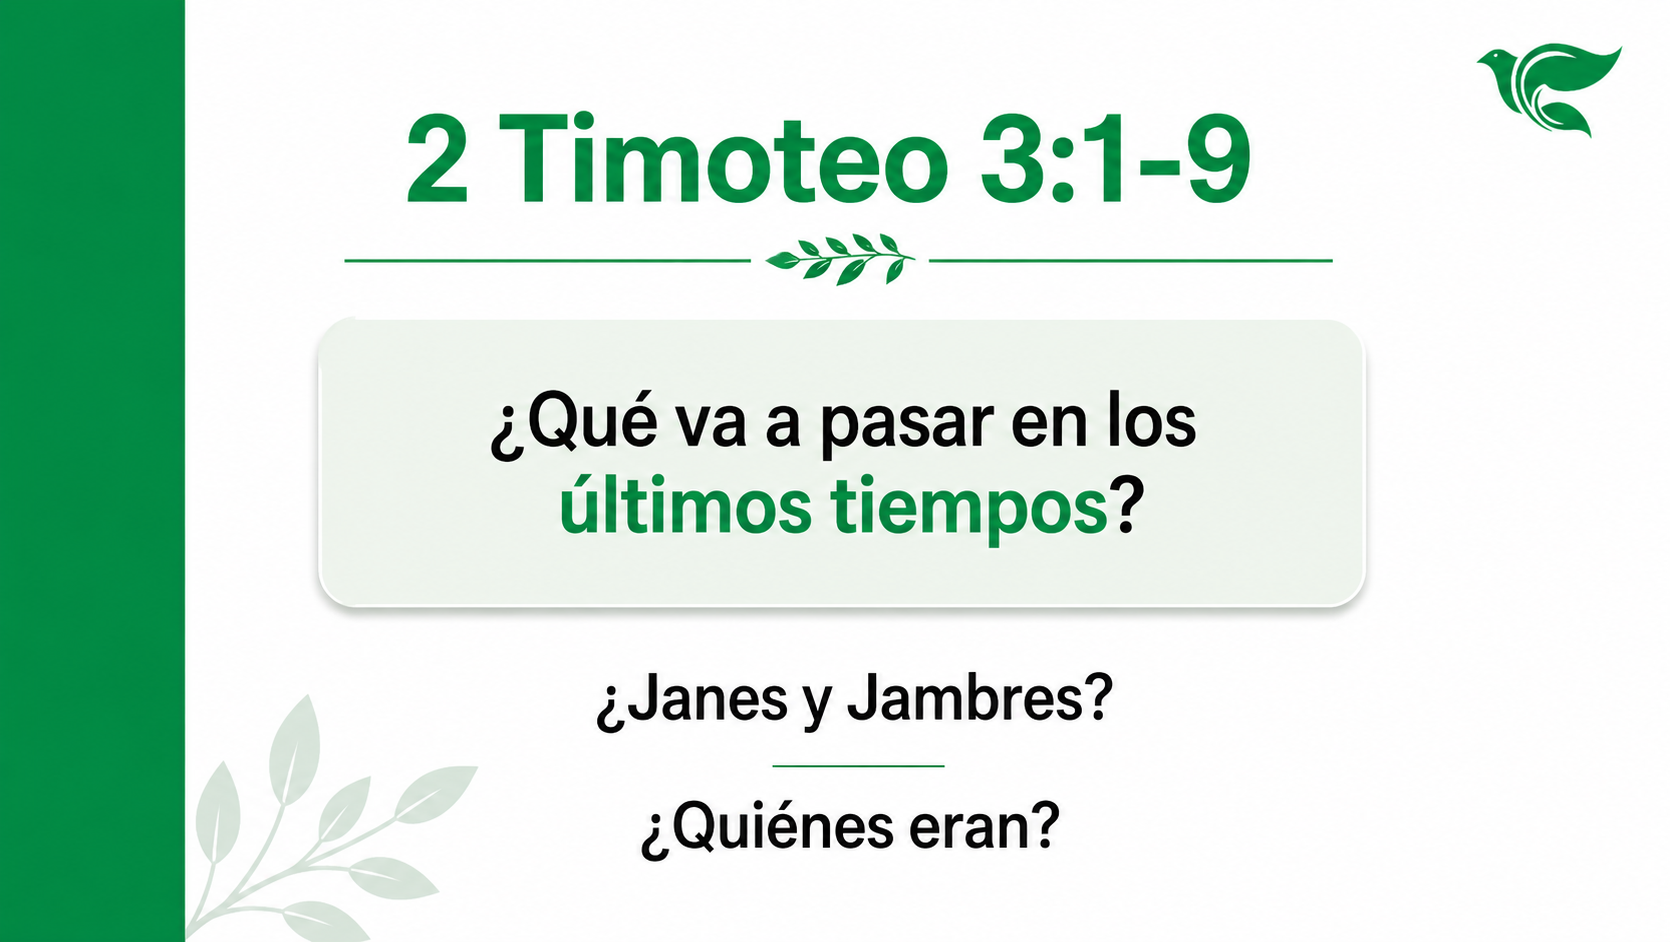 2 Timoteo 3:1-9
¿Qué va a pasar en los
últimos tiempos?
¿Janes y Jambres?
¿Quiénes eran?